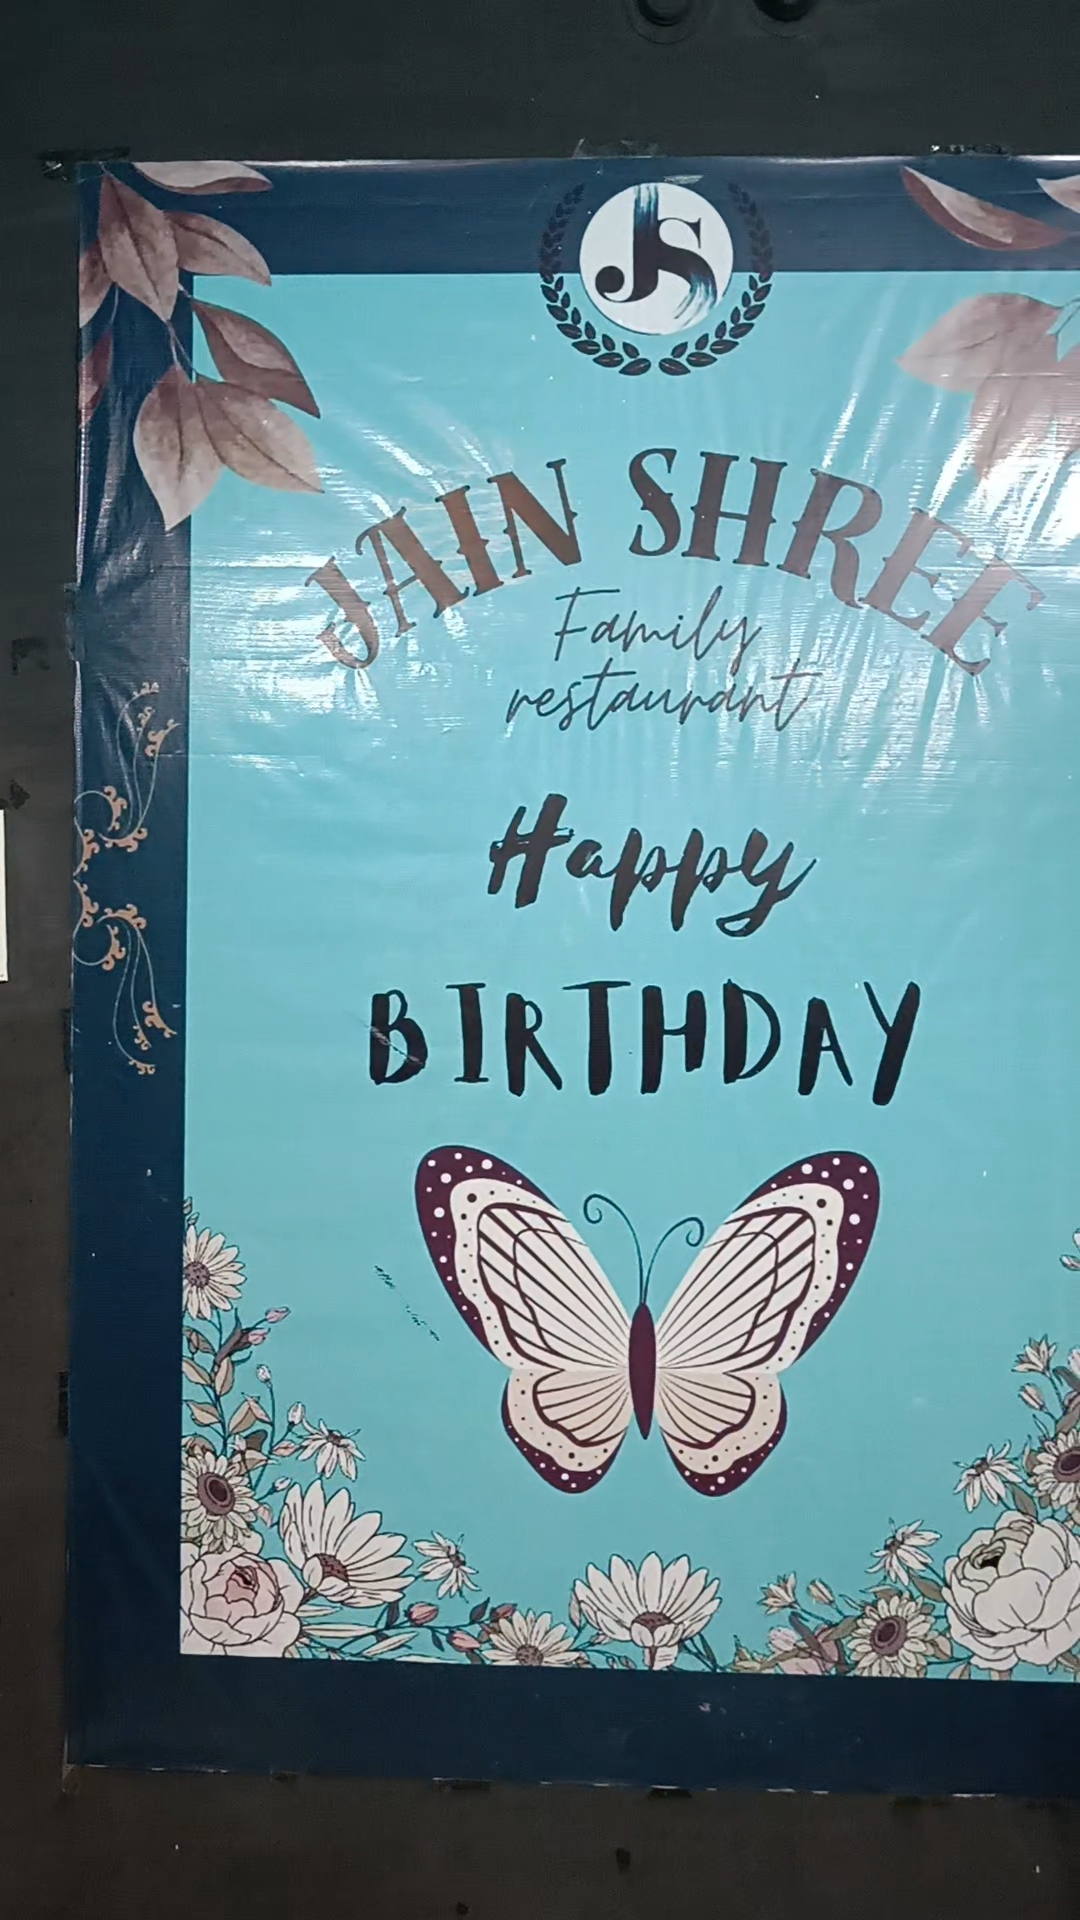 JS
JAIN SHREE
Family
restaurant
Happy
BIRTHDAY